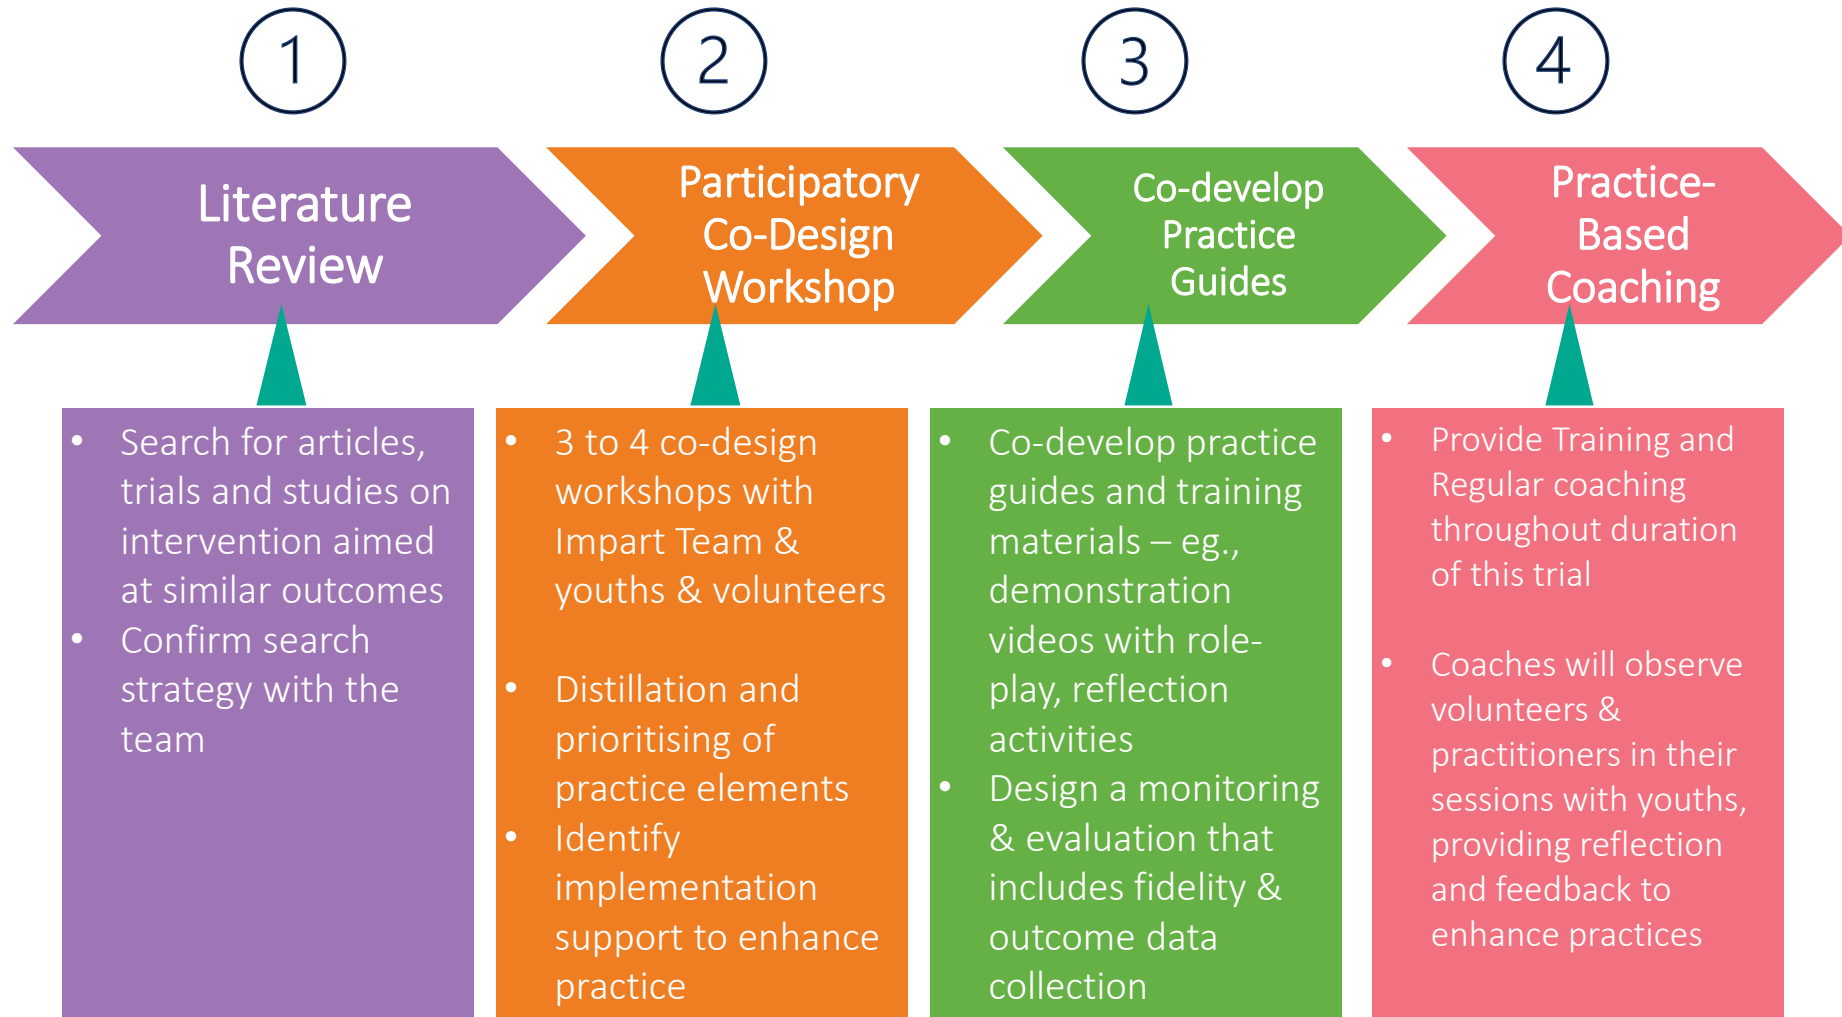 1
2
3
4
Literature
Review
Participatory
Co-Design
Workshop
Co-develop
Practice
Guides
Practice-
Based
Coaching
• Search for articles,
trials and studies on
intervention aimed
at similar outcomes
• Confirm search
strategy with the
team
• 3 to 4 co-design
workshops with
Impart Team &
youths & volunteers
• Distillation and
prioritising of
practice elements
• Identify
implementation
support to enhance
practice
• Co-develop practice
guides and training
materials – eg.,
demonstration
videos with role-
play, reflection
activities
• Design a monitoring
& evaluation that
includes fidelity &
outcome data
collection
• Provide Training and
Regular coaching
throughout duration
of this trial
• Coaches will observe
volunteers &
practitioners in their
sessions with youths,
providing reflection
and feedback to
enhance practices